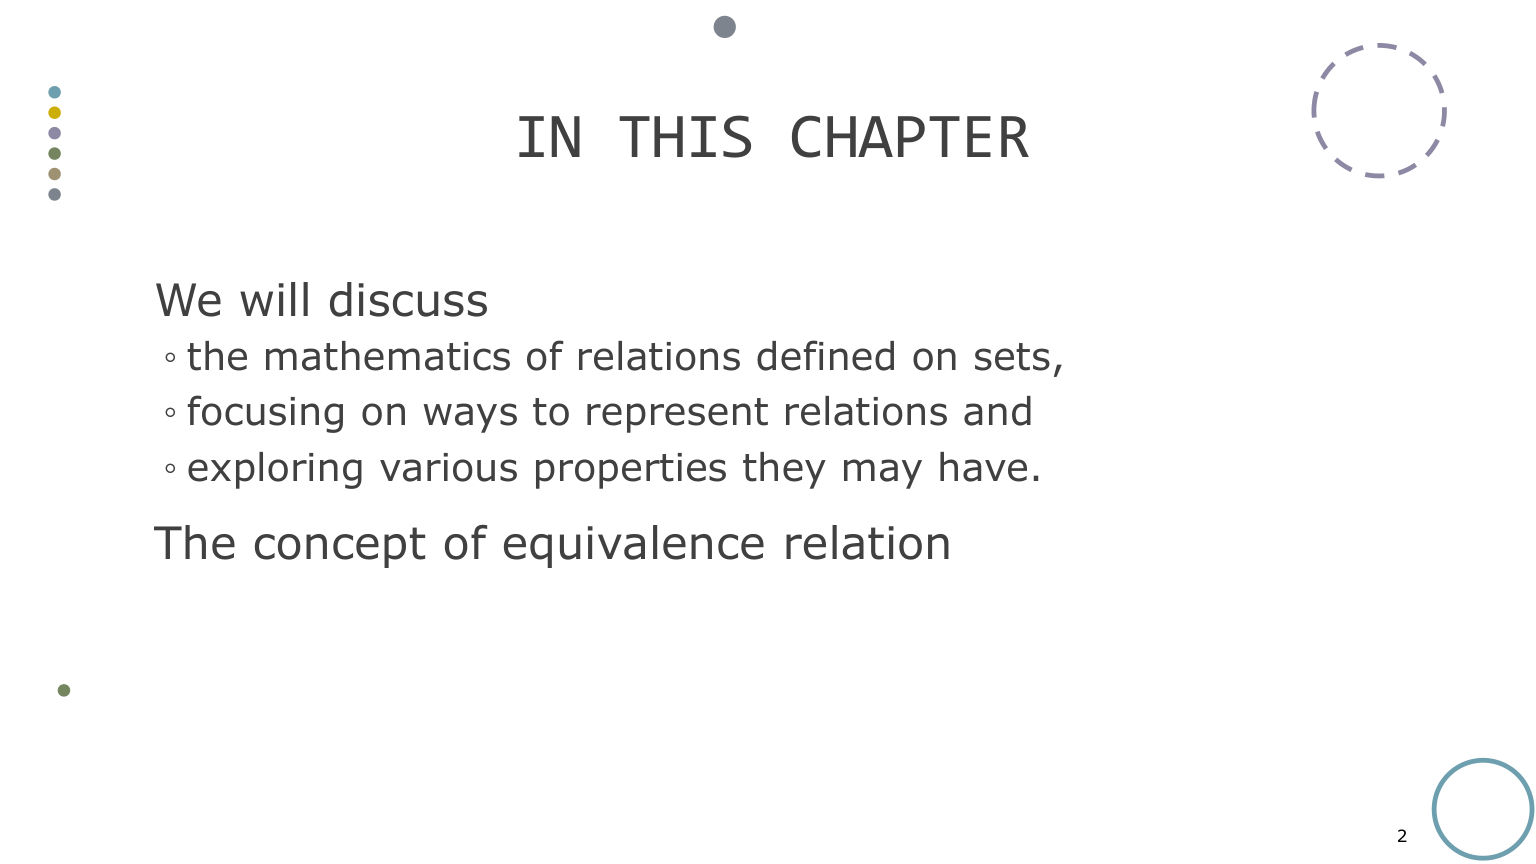 IN THIS CHAPTER
We will discuss
◦ the mathematics of relations defined on sets,
◦ focusing on ways to represent relations and
◦ exploring various properties they may have.
The concept of equivalence relation
2